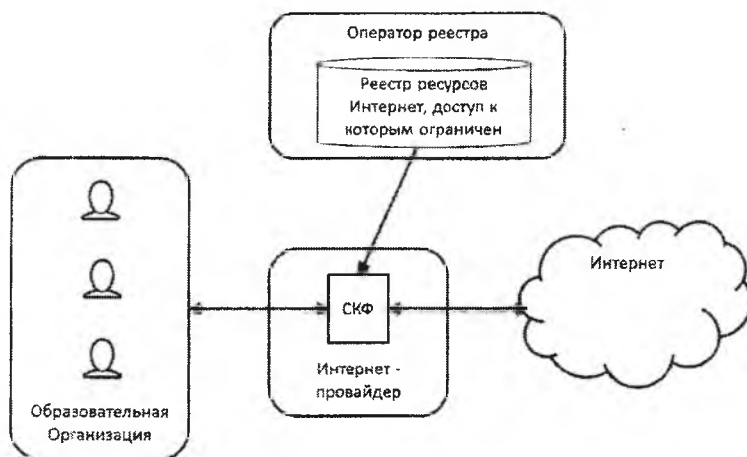 Оператор реестра
Реестр ресурсов
Интернет, доступ к
которым ограничен
Интернет
СКФ
Интернет -
провайдер
Образовательная
Организация